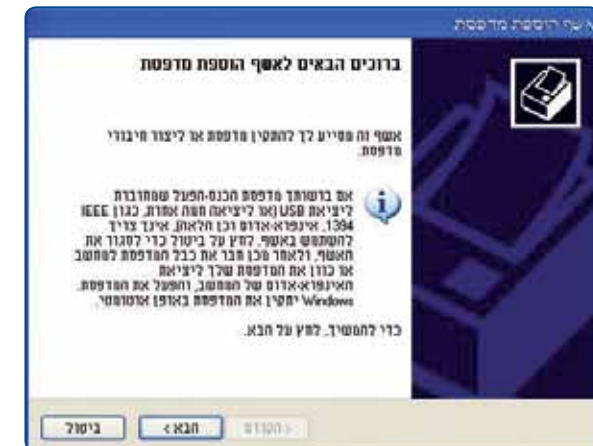 אשף הוספת מדפסת
ברוכים הבאים לאשף הוספת מדפסת
אשף זה מסייע לך להתקין מדפסת או ליצור חיבורי
מדפסת.
אם ברשותך מדפסת הכנס-הפעל שמחוברת
ליציאת USB (או ליציאה חמה אחרת, כגון IEEE
1394, אינפרא-אדום וכן הלאה), אינך צריך
להשתמש באשף. לחץ על ביטול כדי לסגור את
האשף, ולאחר מכן חבר את כבל המדפסת למחשב
או כוון את המדפסת שלך ליציאת
האינפרא-אדום של המחשב, והפעל את המדפסת.
Windows יתקין את המדפסת באופן אוטומטי.
כדי להמשיך, לחץ על הבא.
< הקודם הבא > ביטול